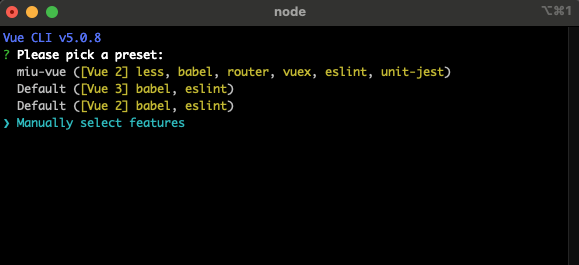 node
⌥⌘1
Vue CLI v5.0.8
? Please pick a preset:
miu-vue ([Vue 2] less, babel, router, vuex, eslint, unit-jest)
Default ([Vue 3] babel, eslint)
Default ([Vue 2] babel, eslint)
❯ Manually select features